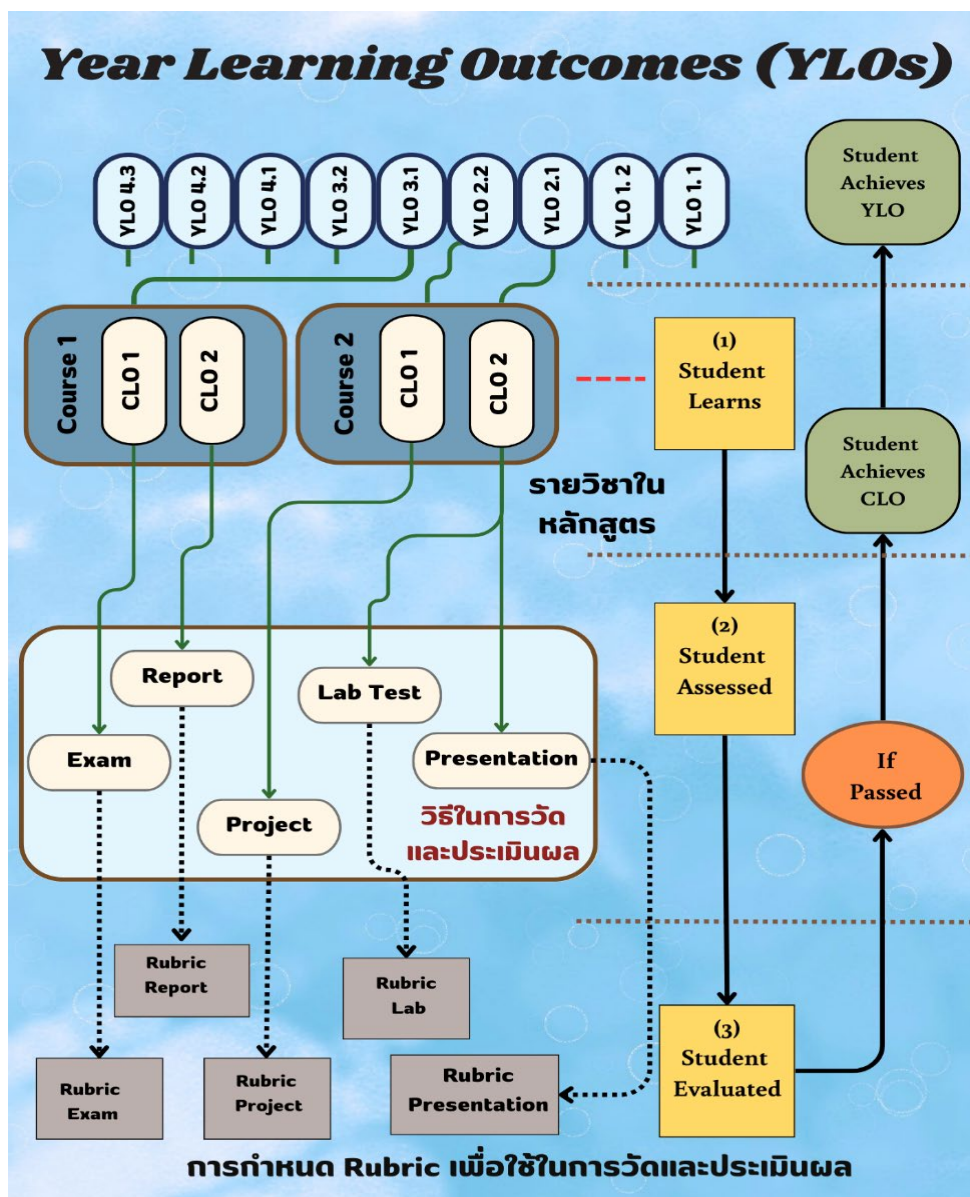 Year Learning Outcomes (YLOs)
YLO 4.3
YLO 4.2
YLO 4.1
YLO 3.2
YLO 3.1
YLO 2.2
YLO 2.1
YLO 1. 2
YLO 1. 1
Student
Achieves
YLO
Course 1
CLO 1
CLO 2
Course 2
CLO 1
CLO 2
(1)
Student
Learns
Student
Achieves
CLO
รายวิชาใน
หลักสูตร
(2)
Student
Assessed
Report
Lab Test
Exam
Presentation
Project
วิธีในการวัด
และประเมินผล
If
Passed
Rubric
Report
Rubric
Lab
Rubric
Exam
Rubric
Project
Rubric
Presentation
(3)
Student
Evaluated
การกำหนด Rubric เพื่อใช้ในการวัดและประเมินผล